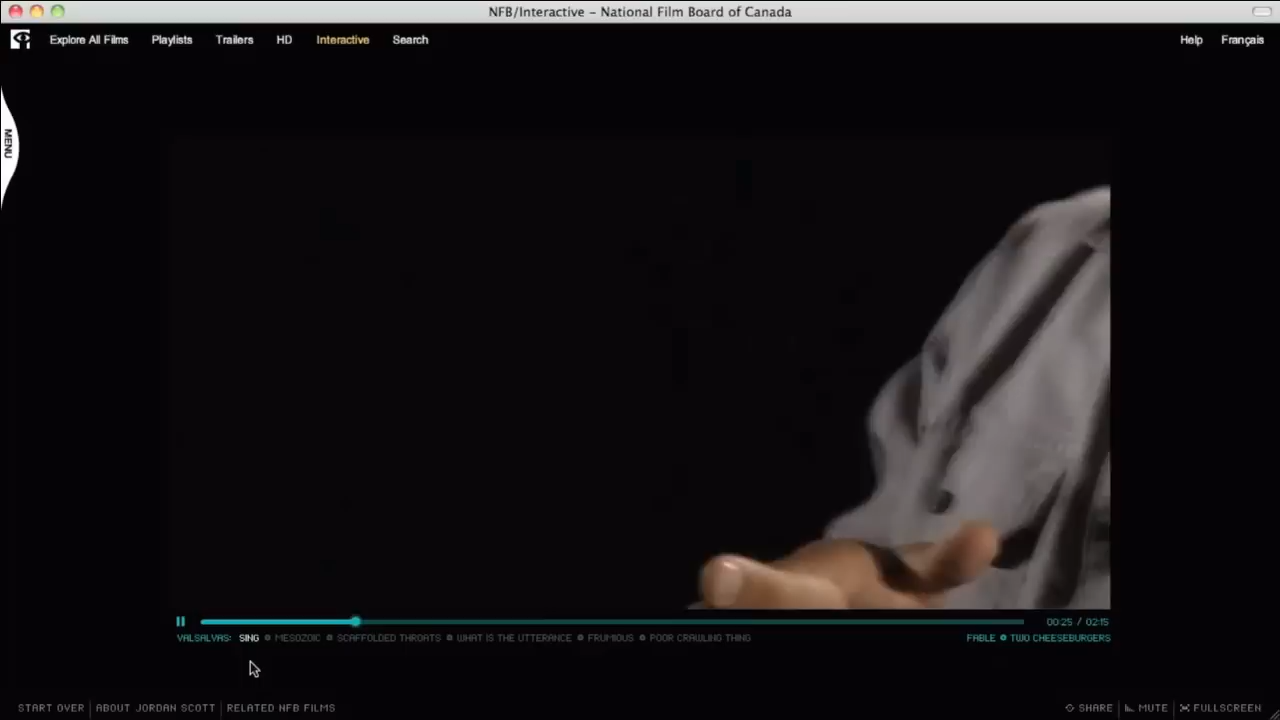 NFB/Interactive – National Film Board of Canada
Explore All Films Playlists Trailers HD Interactive Search Help Français
MENU
00:25 / 02:15
VALSALVAS: SING MESOZOIC SCAFFOLDED THROATS WHAT IS THE UTTERANCE FRUMIOUS POOR CRAWLING THING FABLE TWO CHEESEBURGERS
START OVER ABOUT JORDAN SCOTT RELATED NFB FILMS SHARE MUTE FULLSCREEN